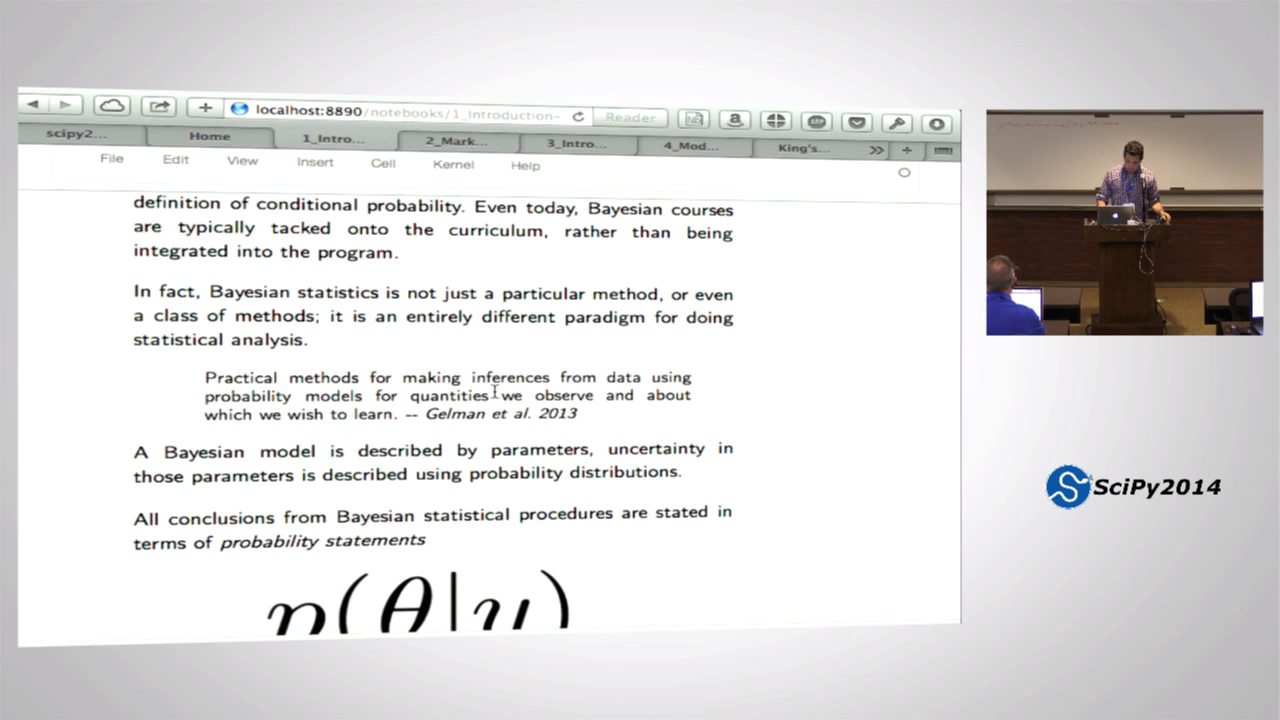 localhost:8890/notebooks/1_Introduction-
Reader
scipy2...
Home
1_Intro...
2_Mark...
3_Intro...
4_Mod...
King's...
File Edit View Insert Cell Kernel Help
definition of conditional probability. Even today, Bayesian courses
are typically tacked onto the curriculum, rather than being
integrated into the program.
In fact, Bayesian statistics is not just a particular method, or even
a class of methods; it is an entirely different paradigm for doing
statistical analysis.
Practical methods for making inferences from data using
probability models for quantities we observe and about
which we wish to learn. -- Gelman et al. 2013
A Bayesian model is described by parameters, uncertainty in
those parameters is described using probability distributions.
All conclusions from Bayesian statistical procedures are stated in
terms of probability statements
p(θ|y)
SciPy2014